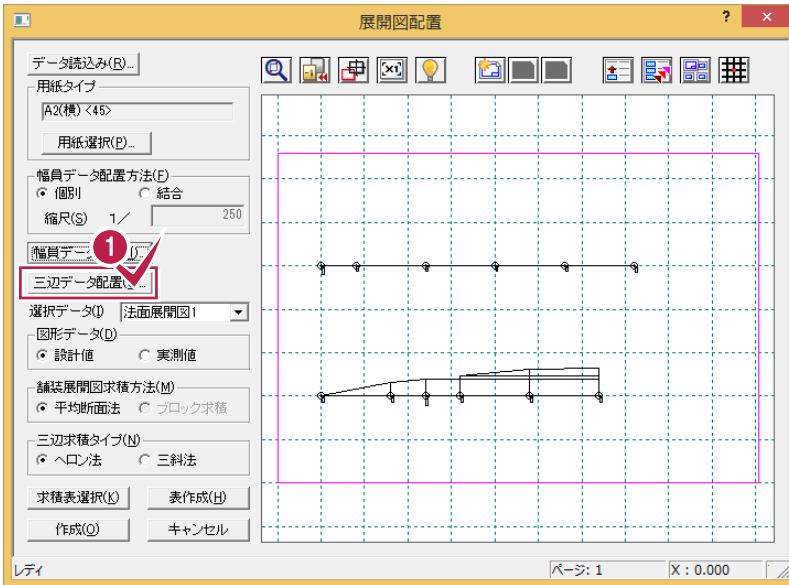 展開図配置
? ×
データ読込み(R)...
×1
用紙タイプ
A2(横) <45>
用紙選択(P)...
幅員データ配置方法(F)
個別 結合
縮尺(S) 1／ 250
幅員デー
1
三辺データ配置
選択データ(I) 法面展開図1
図形データ(D)
設計値 実測値
舗装展開図求積方法(M)
平均断面法 ブロック求積
三辺求積タイプ(N)
ヘロン法 三斜法
求積表選択(K) 表作成(H)
作成(O) キャンセル
レディ ページ: 1 X : 0.000